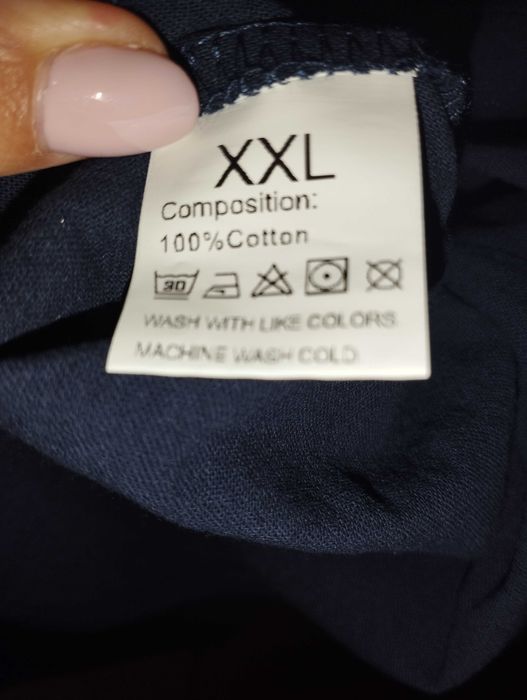 XXL
Composition:
100%Cotton
30
WASH WITH LIKE COLORS
MACHINE WASH COLD